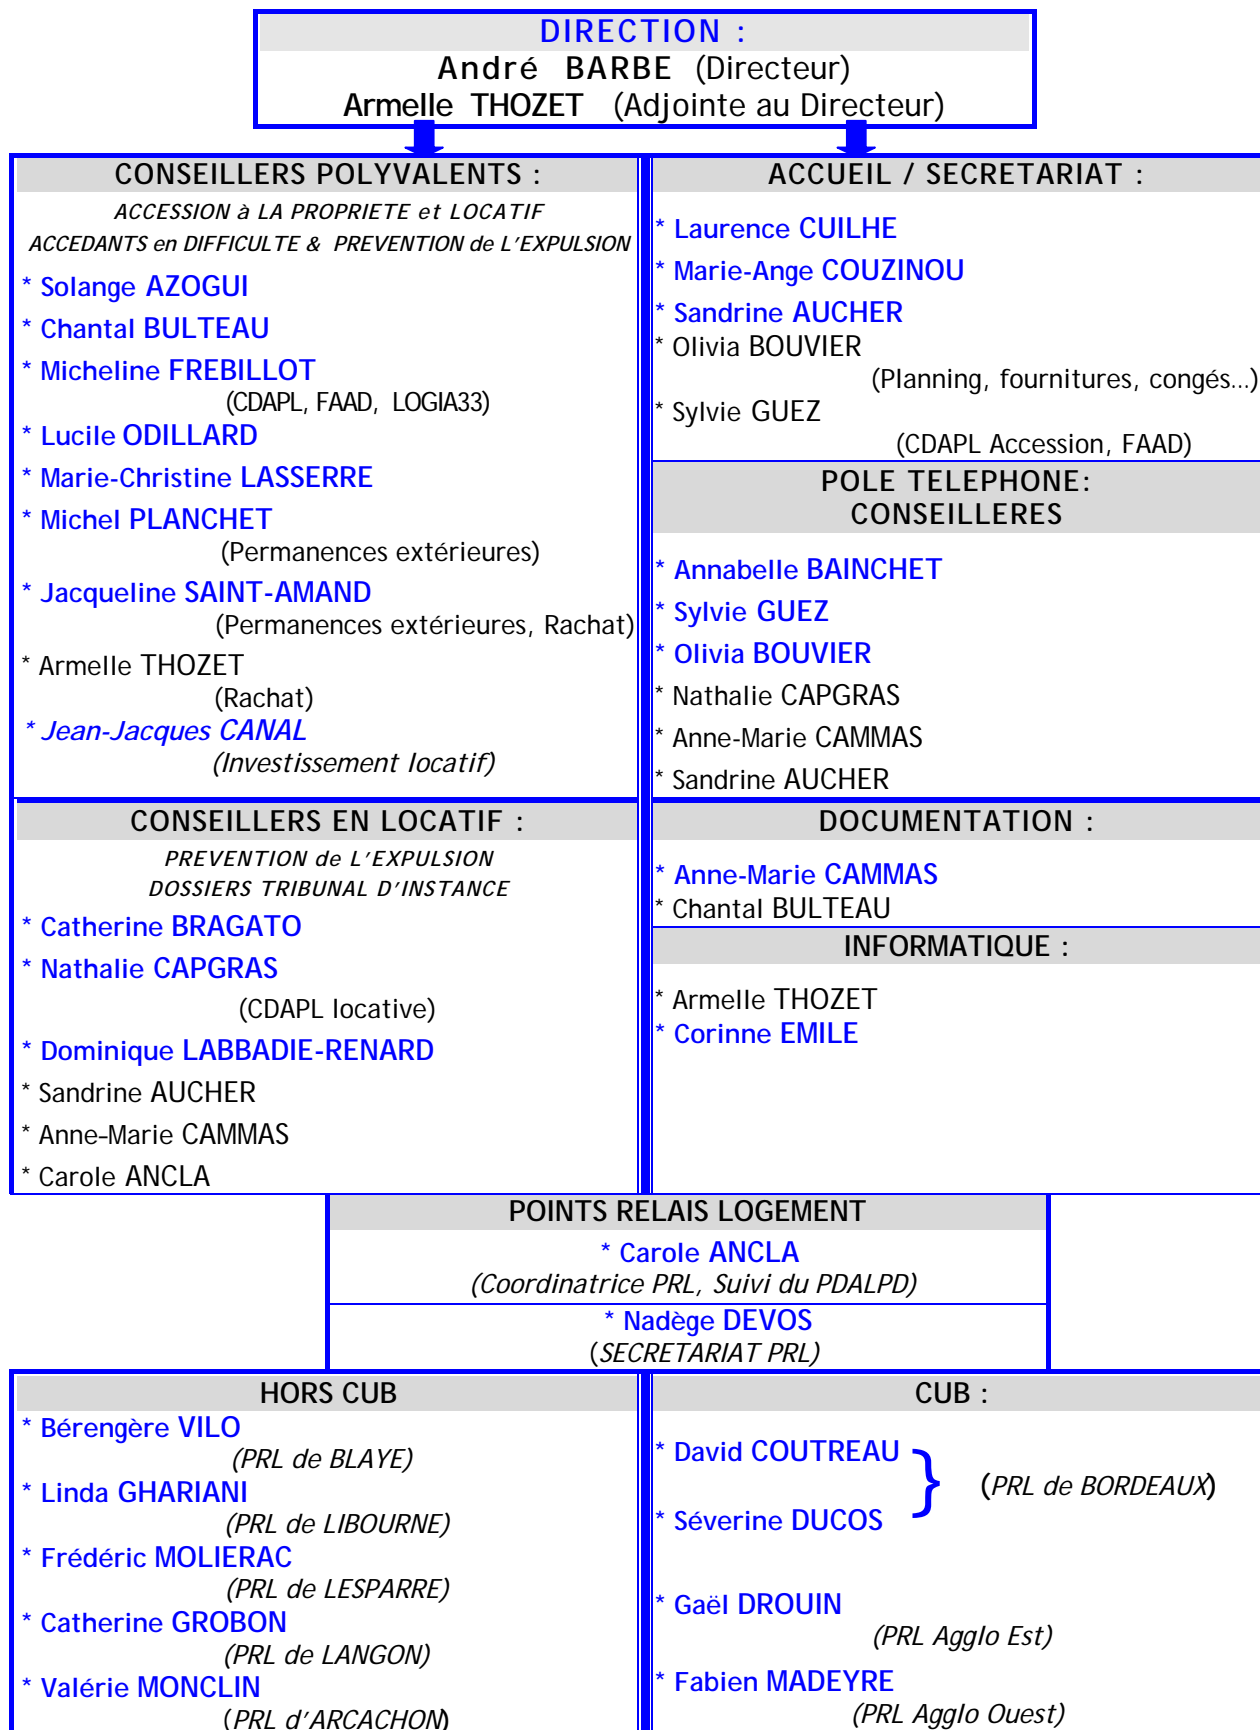 DIRECTION :
André BARBE (Directeur)
Armelle THOZET (Adjointe au Directeur)
CONSEILLERS POLYVALENTS :
ACCESSION à LA PROPRIETE et LOCATIF
ACCEDANTS en DIFFICULTE & PREVENTION de L'EXPULSION
* Solange AZOGUI
* Chantal BULTEAU
* Micheline FREBILLOT
(CDAPL, FAAD, LOGIA33)
* Lucile ODILLARD
* Marie-Christine LASSERRE
* Michel PLANCHET
(Permanences extérieures)
* Jacqueline SAINT-AMAND
(Permanences extérieures, Rachat)
* Armelle THOZET
(Rachat)
* Jean-Jacques CANAL
(Investissement locatif)
ACCUEIL / SECRETARIAT :
* Laurence CUILHE
* Marie-Ange COUZINOU
* Sandrine AUCHER
* Olivia BOUVIER
(Planning, fournitures, congés...)
* Sylvie GUEZ
(CDAPL Accession, FAAD)
POLE TELEPHONE:
CONSEILLERES
* Annabelle BAINCHET
* Sylvie GUEZ
* Olivia BOUVIER
* Nathalie CAPGRAS
* Anne-Marie CAMMAS
* Sandrine AUCHER
CONSEILLERS EN LOCATIF :
PREVENTION de L'EXPULSION
DOSSIERS TRIBUNAL D'INSTANCE
* Catherine BRAGATO
* Nathalie CAPGRAS
(CDAPL locative)
* Dominique LABBADIE-RENARD
* Sandrine AUCHER
* Anne-Marie CAMMAS
* Carole ANCLA
DOCUMENTATION :
* Anne-Marie CAMMAS
* Chantal BULTEAU
INFORMATIQUE :
* Armelle THOZET
* Corinne EMILE
POINTS RELAIS LOGEMENT
* Carole ANCLA
(Coordinatrice PRL, Suivi du PDALPD)
* Nadège DEVOS
(SECRETARIAT PRL)
HORS CUB
* Bérengère VILO
(PRL de BLAYE)
* Linda GHARIANI
(PRL de LIBOURNE)
* Frédéric MOLIERAC
(PRL de LESPARRE)
* Catherine GROBON
(PRL de LANGON)
* Valérie MONCLIN
(PRL d'ARCACHON)
CUB :
* David COUTREAU
} (PRL de BORDEAUX)
* Séverine DUCOS
* Gaël DROUIN
(PRL Agglo Est)
* Fabien MADEYRE
(PRL Agglo Ouest)